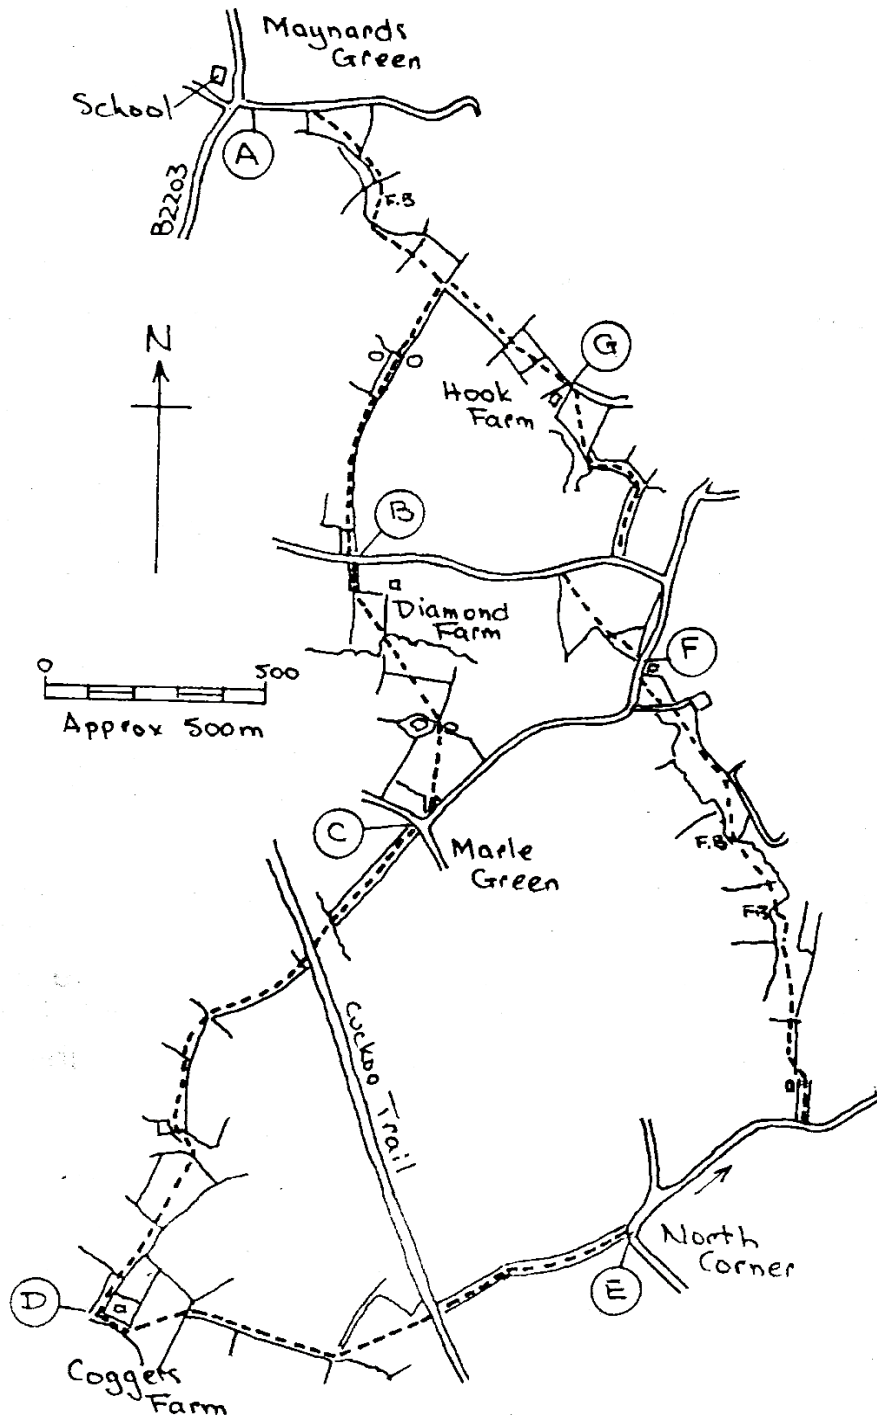 Maynards
Green
School
A
B2203
F.B
N
G
Hook
Farm
B
Diamond
Farm
F
0
500
Approx 500m
C
Marle
Green
F.B
F.B
Cuckoo Trail
North
Corner
E
D
Coggers
Farm